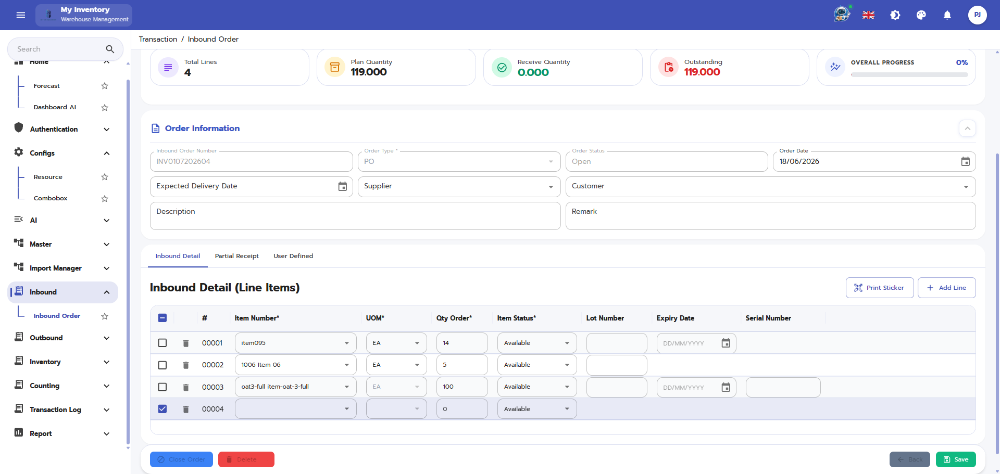 My Inventory
Warehouse Management
PJ
Search
Transaction / Inbound Order
Home
Forecast
Dashboard AI
Authentication
Configs
Resource
Combobox
AI
Master
Import Manager
Inbound
Inbound Order
Outbound
Inventory
Counting
Transaction Log
Report
Total Lines
4
Plan Quantity
119.000
Receive Quantity
0.000
Outstanding
119.000
OVERALL PROGRESS 0%
Order Information
Inbound Order Number
INV0107202604
Order Type *
PO
Order Status
Open
Order Date
18/06/2026
Expected Delivery Date
Supplier
Customer
Description
Remark
Inbound Detail Partial Receipt User Defined
Inbound Detail (Line Items)
Print Sticker
Add Line
# Item Number* UOM* Qty Order* Item Status* Lot Number Expiry Date Serial Number
00001 item095 EA 14 Available DD/MM/YYYY
00002 1006 Item 06 EA 5 Available
00003 oat3-full item-oat-3-full EA 100 Available DD/MM/YYYY
00004 0 Available
Close Order
Delete
Back
Save